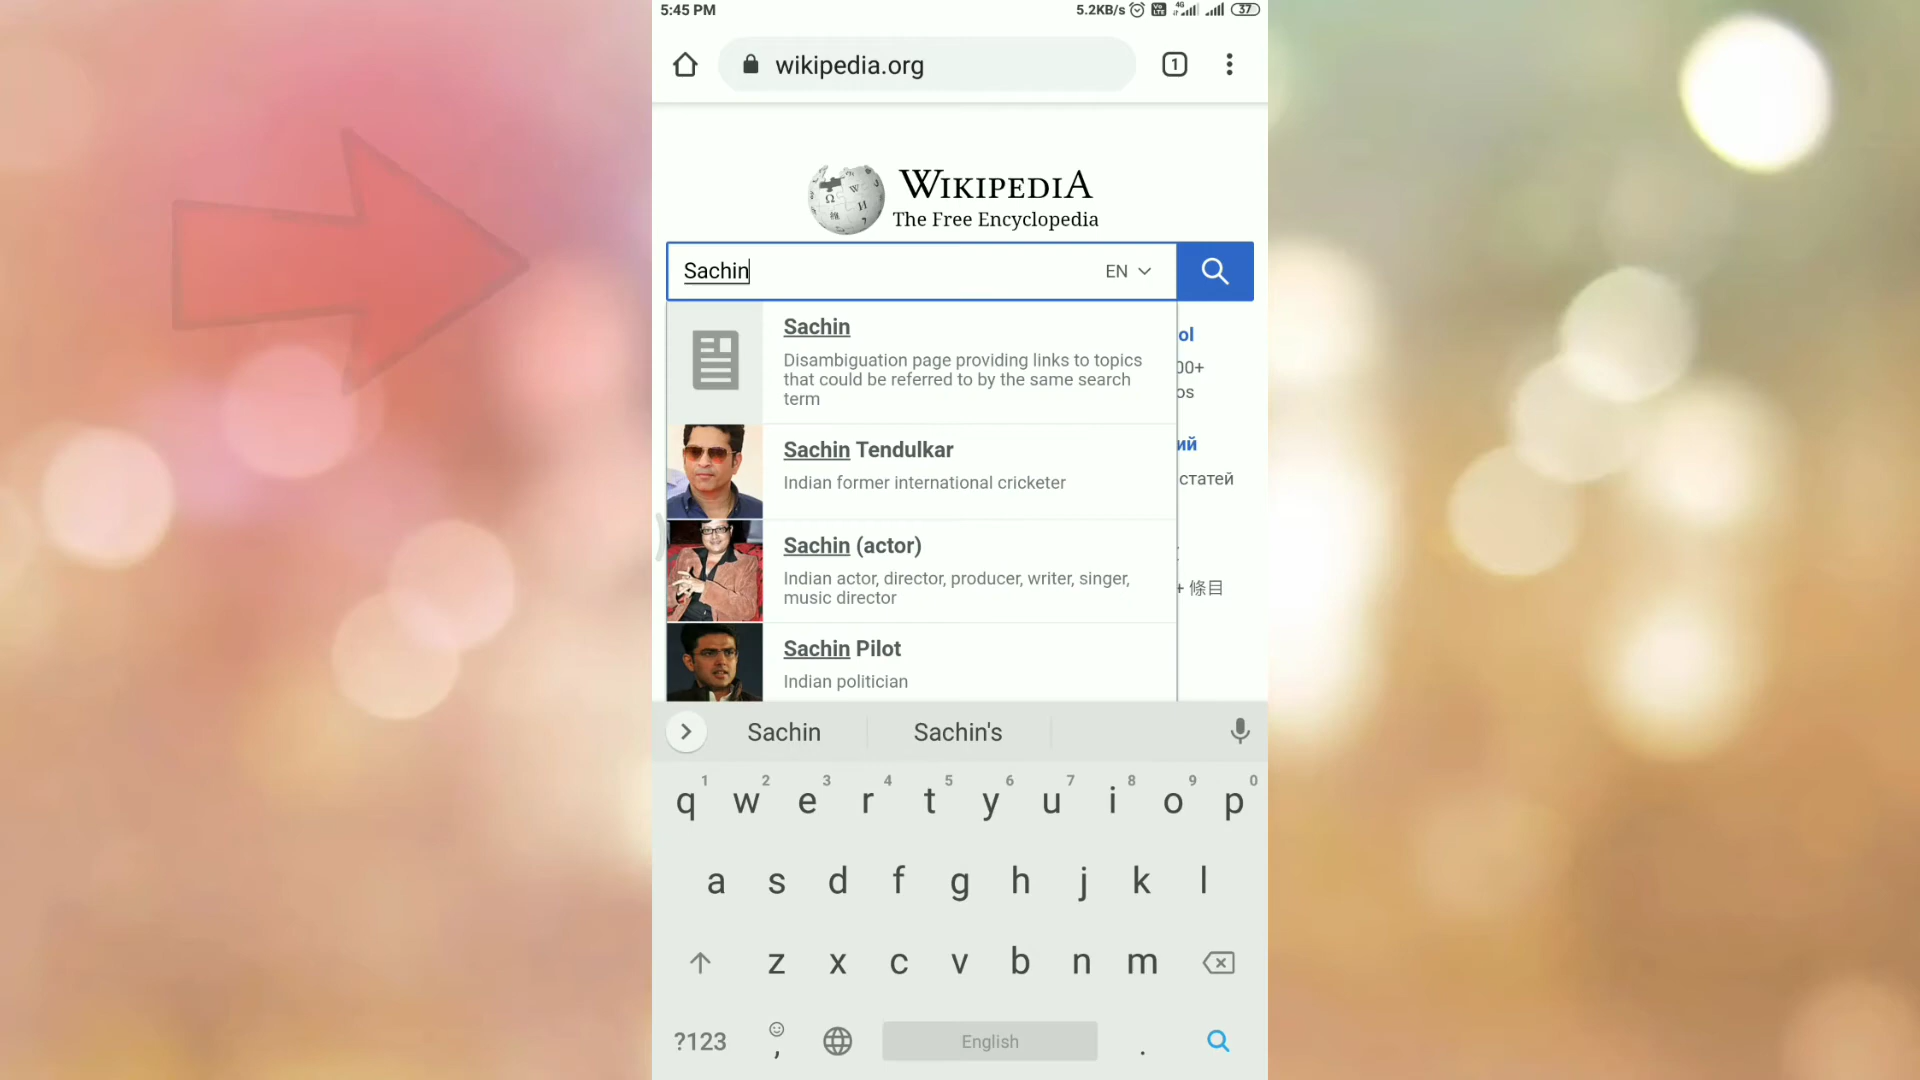 5:45 PM
5.2KB/s 4G 37
wikipedia.org
1
WIKIPEDIA
The Free Encyclopedia
Sachin
EN
Sachin
Disambiguation page providing links to topics
that could be referred to by the same search
term
Sachin Tendulkar
Indian former international cricketer
Sachin (actor)
Indian actor, director, producer, writer, singer,
music director
Sachin Pilot
Indian politician
ol
00+
os
ий
статей
+ 條目
Sachin Sachin's
1 2 3 4 5 6 7 8 9 0
q w e r t y u i o p
a s d f g h j k l
z x c v b n m
?123 , English .